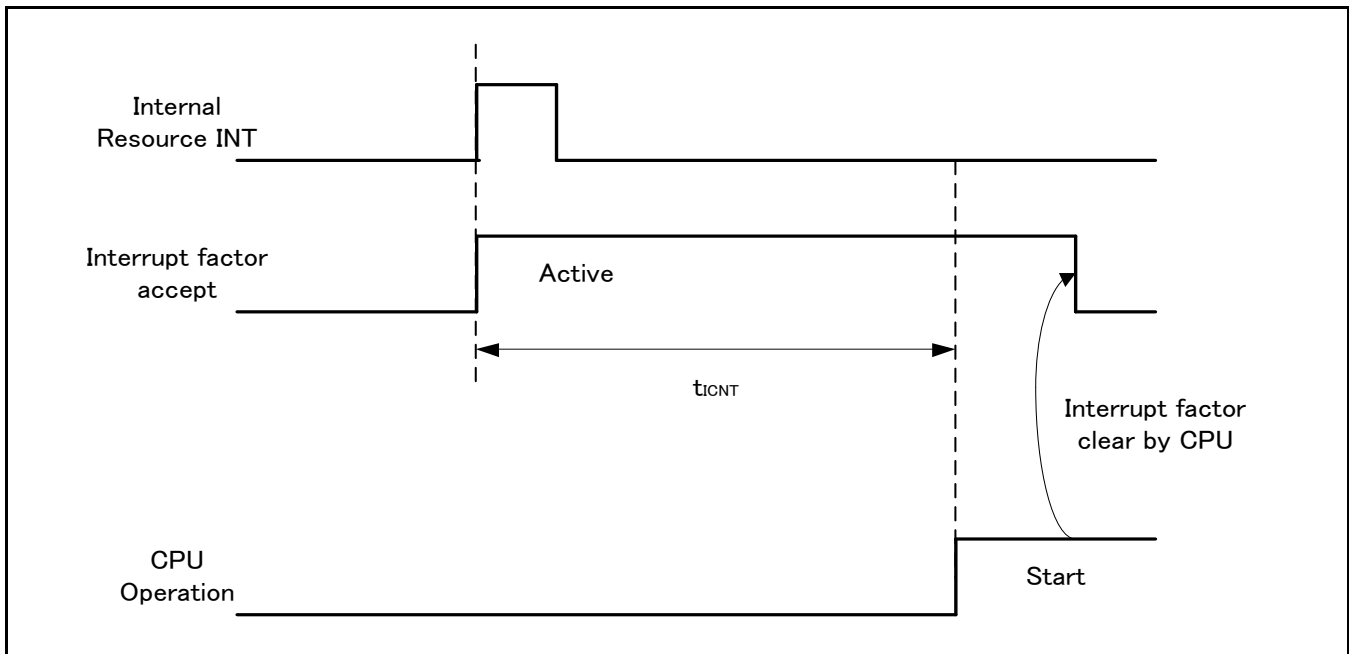 Internal
Resource INT
Interrupt factor
accept
Active
tICNT
Interrupt factor
clear by CPU
CPU
Operation
Start